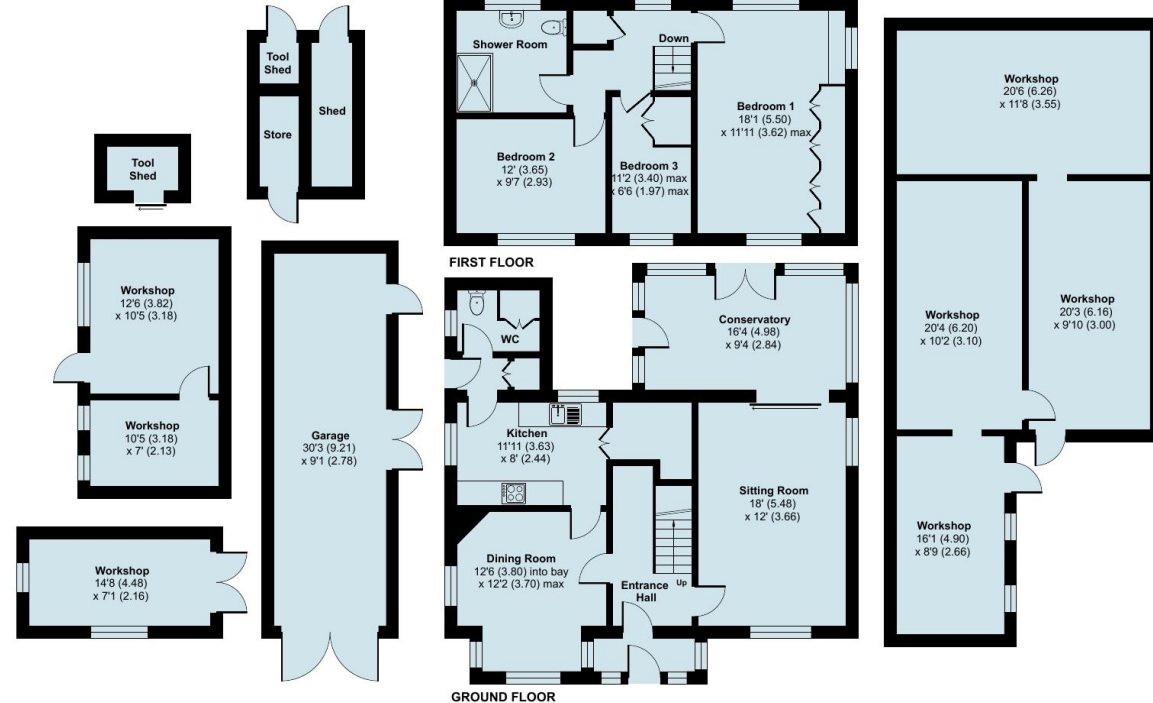 Tool
Shed
Shed
Store
Tool
Shed
Workshop
12'6 (3.82)
x 10'5 (3.18)
Workshop
10'5 (3.18)
x 7' (2.13)
Workshop
14'8 (4.48)
x 7'1 (2.16)
Garage
30'3 (9.21)
x 9'1 (2.78)
Shower Room
Down
Bedroom 1
18'1 (5.50)
x 11'11 (3.62) max
Bedroom 2
12' (3.65)
x 9'7 (2.93)
Bedroom 3
11'2 (3.40) max
x 6'6 (1.97) max
FIRST FLOOR
WC
Conservatory
16'4 (4.98)
x 9'4 (2.84)
Kitchen
11'11 (3.63)
x 8' (2.44)
Sitting Room
18' (5.48)
x 12' (3.66)
Dining Room
12'6 (3.80) into bay
x 12'2 (3.70) max
Entrance
Hall
Up
GROUND FLOOR
Workshop
20'6 (6.26)
x 11'8 (3.55)
Workshop
20'4 (6.20)
x 10'2 (3.10)
Workshop
20'3 (6.16)
x 9'10 (3.00)
Workshop
16'1 (4.90)
x 8'9 (2.66)